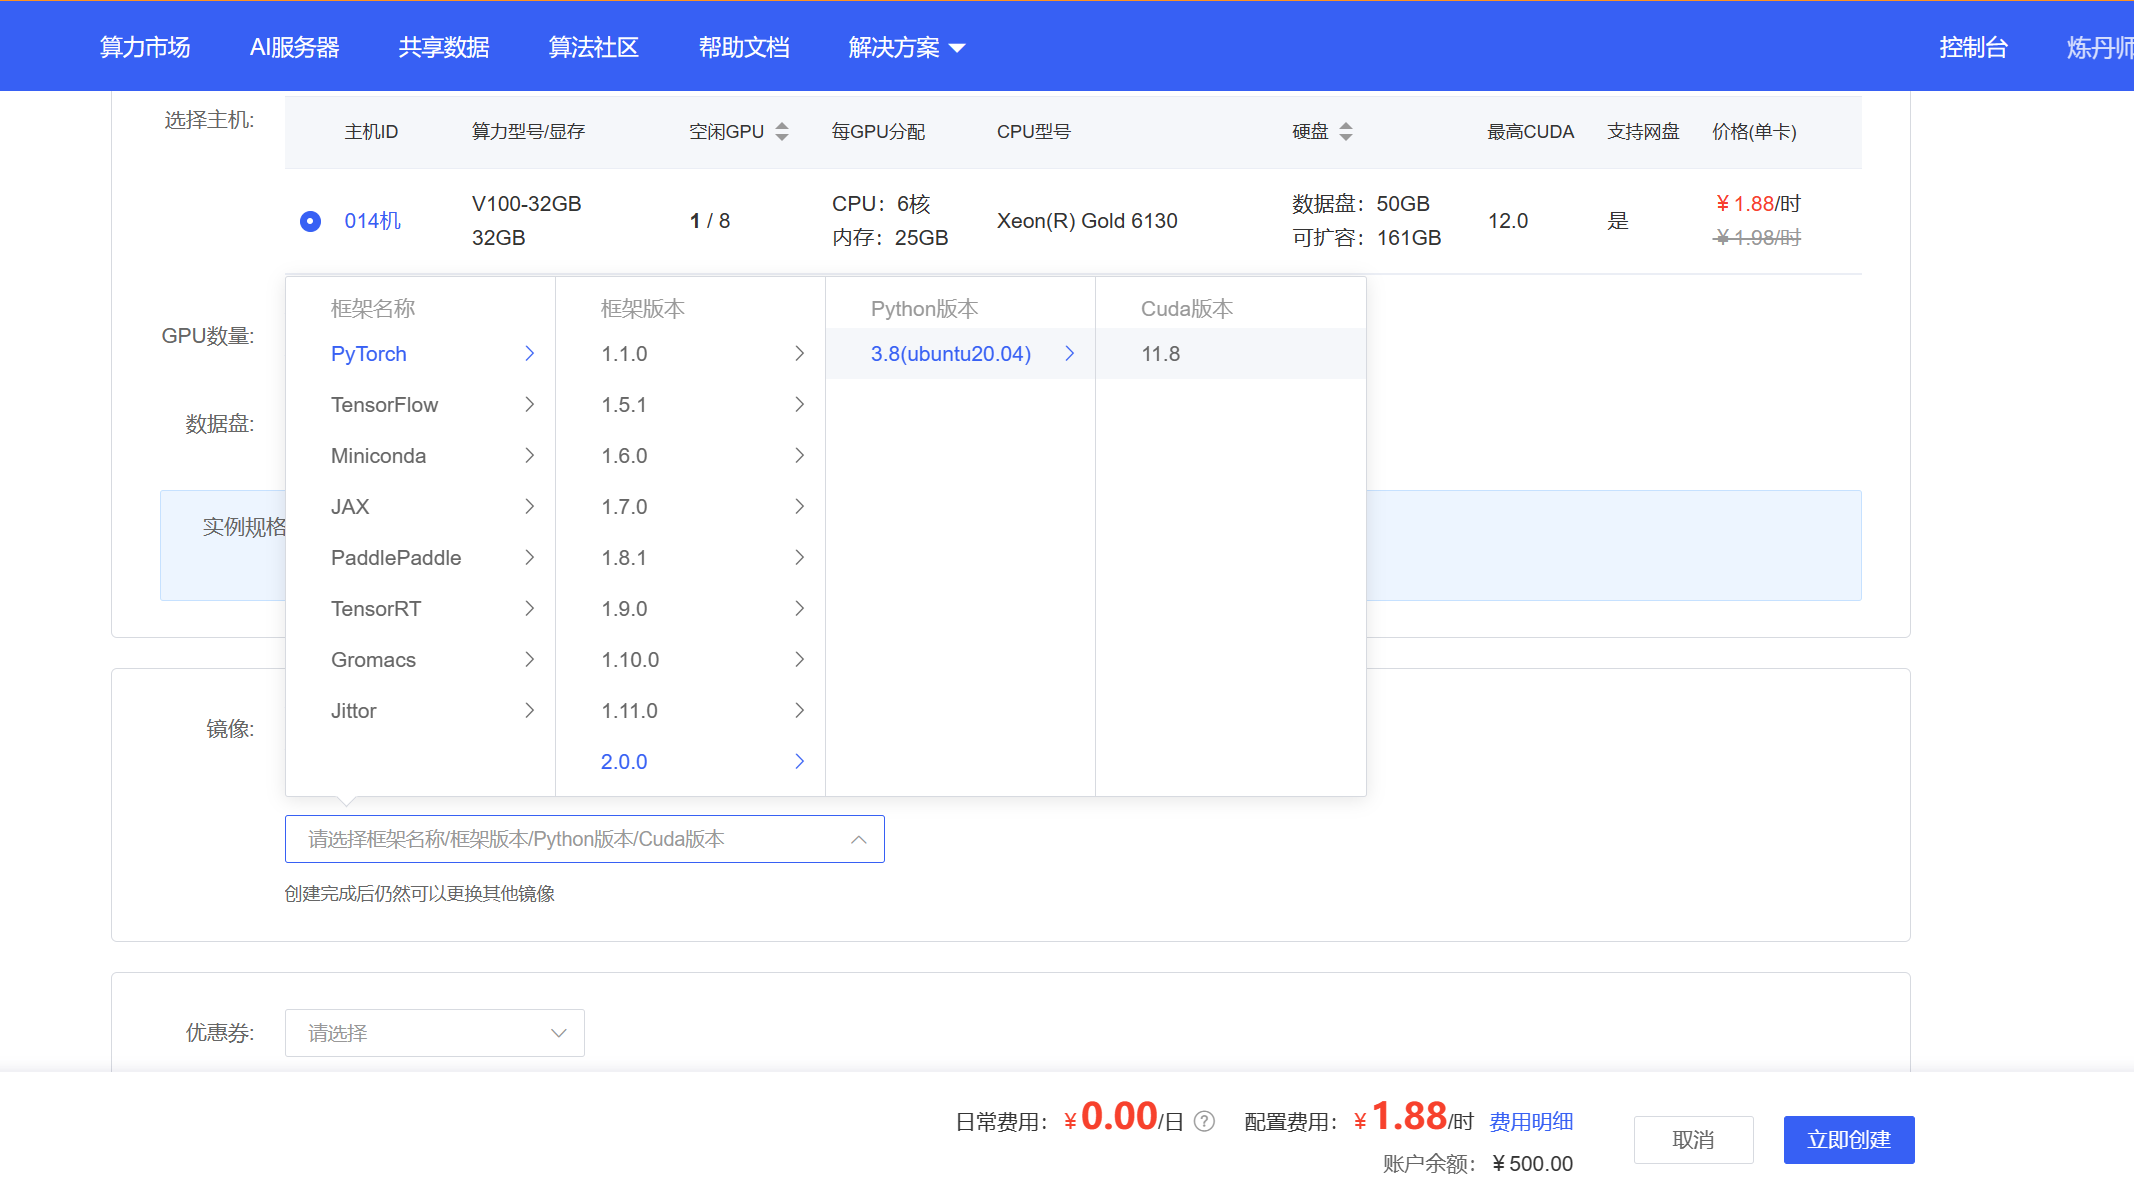 算力市场 AI服务器 共享数据 算法社区 帮助文档 解决方案 控制台 炼丹师
选择主机: 主机ID 算力型号/显存 空闲GPU 每GPU分配 CPU型号 硬盘 最高CUDA 支持网盘 价格(单卡)
014机 V100-32GB 32GB 1 / 8 CPU：6核 内存：25GB Xeon(R) Gold 6130 数据盘：50GB 可扩容：161GB 12.0 是 ￥1.88/时 ￥1.98/时
GPU数量:
数据盘:
实例规格
框架名称 框架版本 Python版本 Cuda版本
PyTorch 1.1.0 3.8(ubuntu20.04) 11.8
TensorFlow 1.5.1
Miniconda 1.6.0
JAX 1.7.0
PaddlePaddle 1.8.1
TensorRT 1.9.0
Gromacs 1.10.0
Jittor 1.11.0
2.0.0
镜像:
请选择框架名称/框架版本/Python版本/Cuda版本
创建完成后仍然可以更换其他镜像
优惠券: 请选择
日常费用：￥0.00/日 ? 配置费用：￥1.88/时 费用明细
账户余额：￥500.00
取消 立即创建